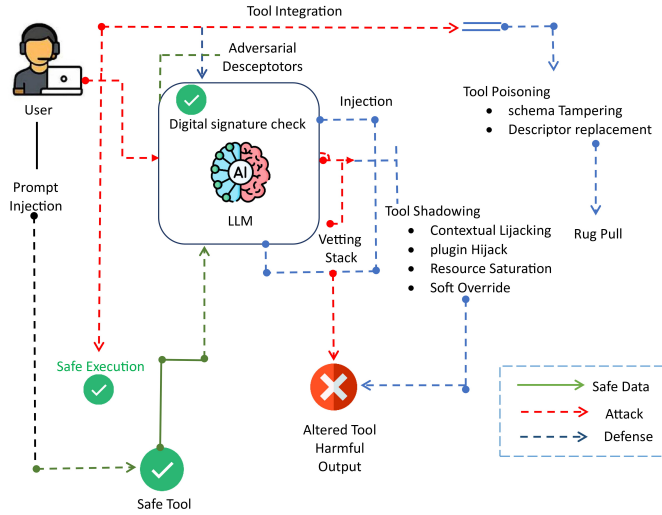 Tool Integration
Adversarial
Desceptotors
User
Digital signature check
AI
LLM
Injection
Tool Poisoning
• schema Tampering
• Descriptor replacement
Prompt
Injection
Vetting
Stack
Tool Shadowing
• Contextual Lijacking
• plugin Hijack
• Resource Saturation
• Soft Override
Rug Pull
Safe Execution
Altered Tool
Harmful
Output
Safe Tool
Safe Data
Attack
Defense